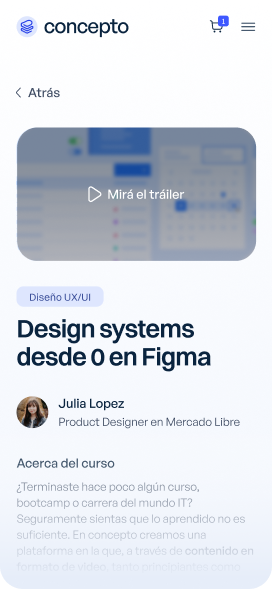 concepto
1
Atrás
Mirá el tráiler
Diseño UX/UI
Design systems
desde 0 en Figma
Julia Lopez
Product Designer en Mercado Libre
Acerca del curso
¿Terminaste hace poco algún curso,
bootcamp o carrera del mundo IT?
Seguramente sientas que lo aprendido no es
suficiente. En concepto creamos una
plataforma en la que, a través de contenido en
formato de video, tanto principiantes como